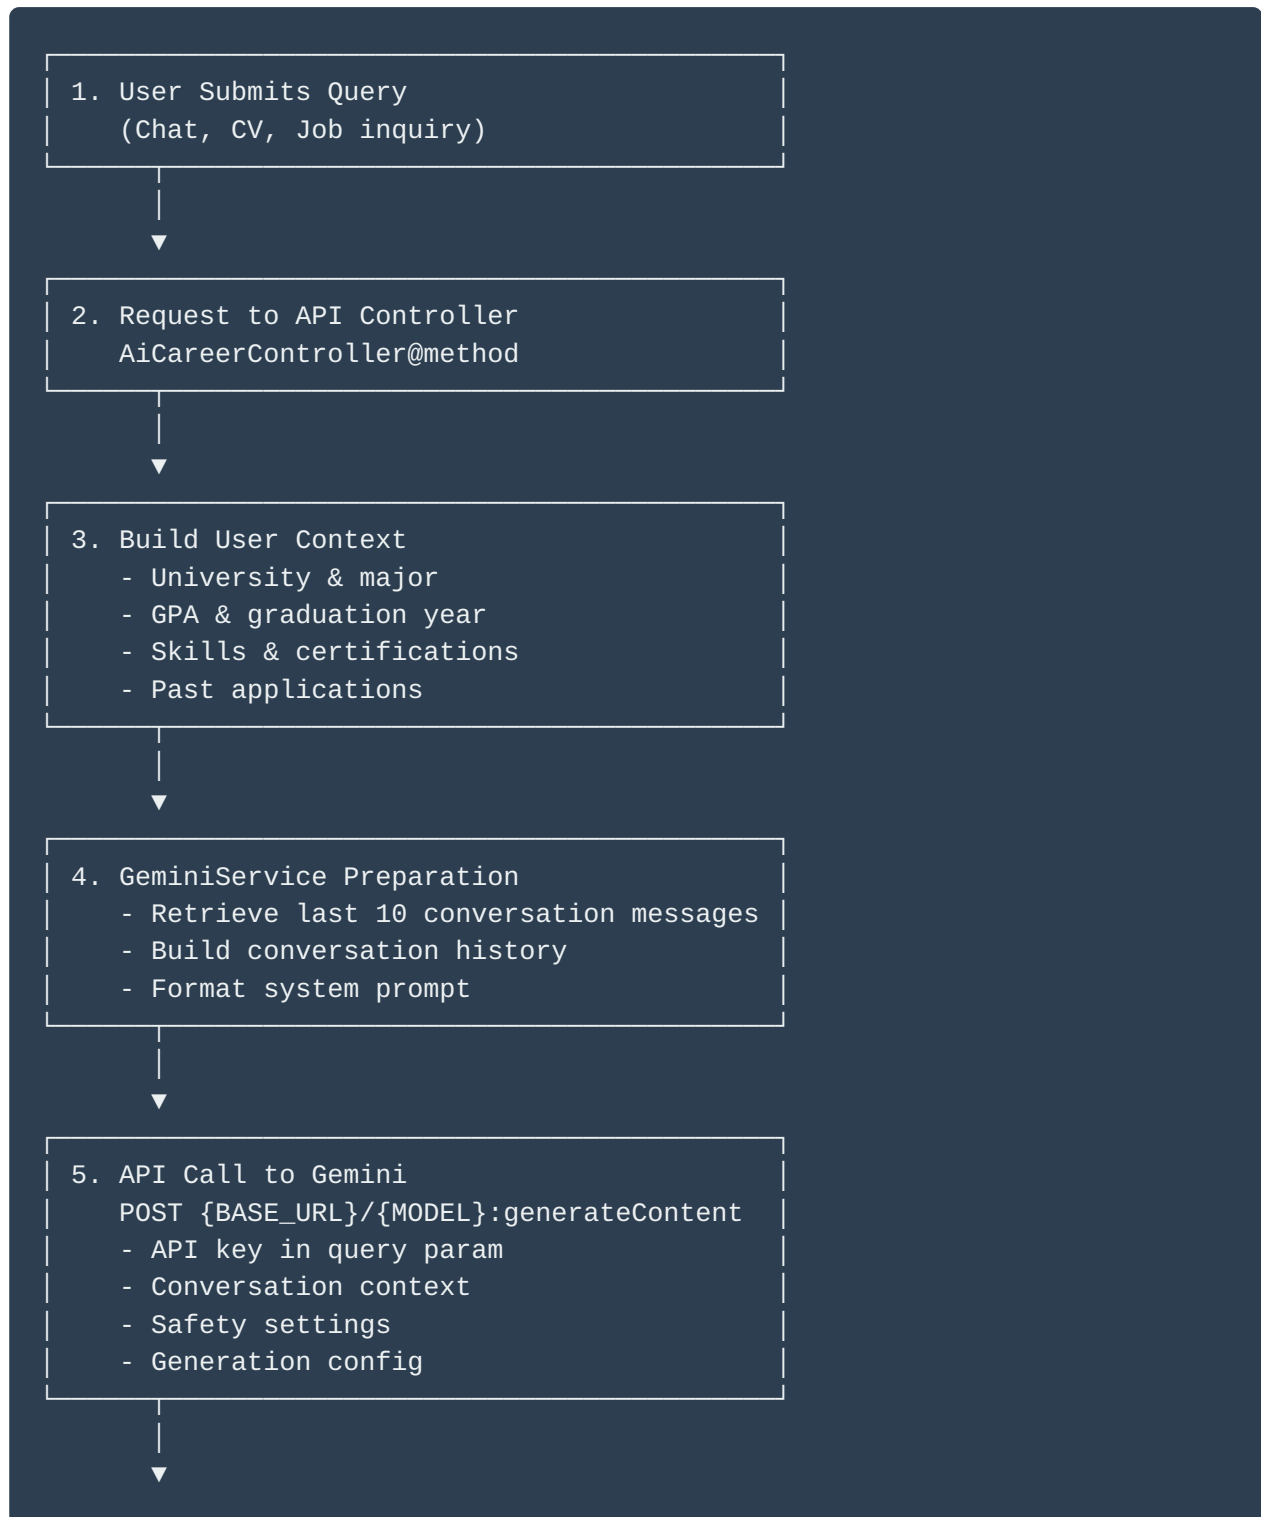 1. User Submits Query
(Chat, CV, Job inquiry)
2. Request to API Controller
AiCareerController@method
3. Build User Context
- University & major
- GPA & graduation year
- Skills & certifications
- Past applications
4. GeminiService Preparation
- Retrieve last 10 conversation messages
- Build conversation history
- Format system prompt
5. API Call to Gemini
POST {BASE_URL}/{MODEL}:generateContent
- API key in query param
- Conversation context
- Safety settings
- Generation config